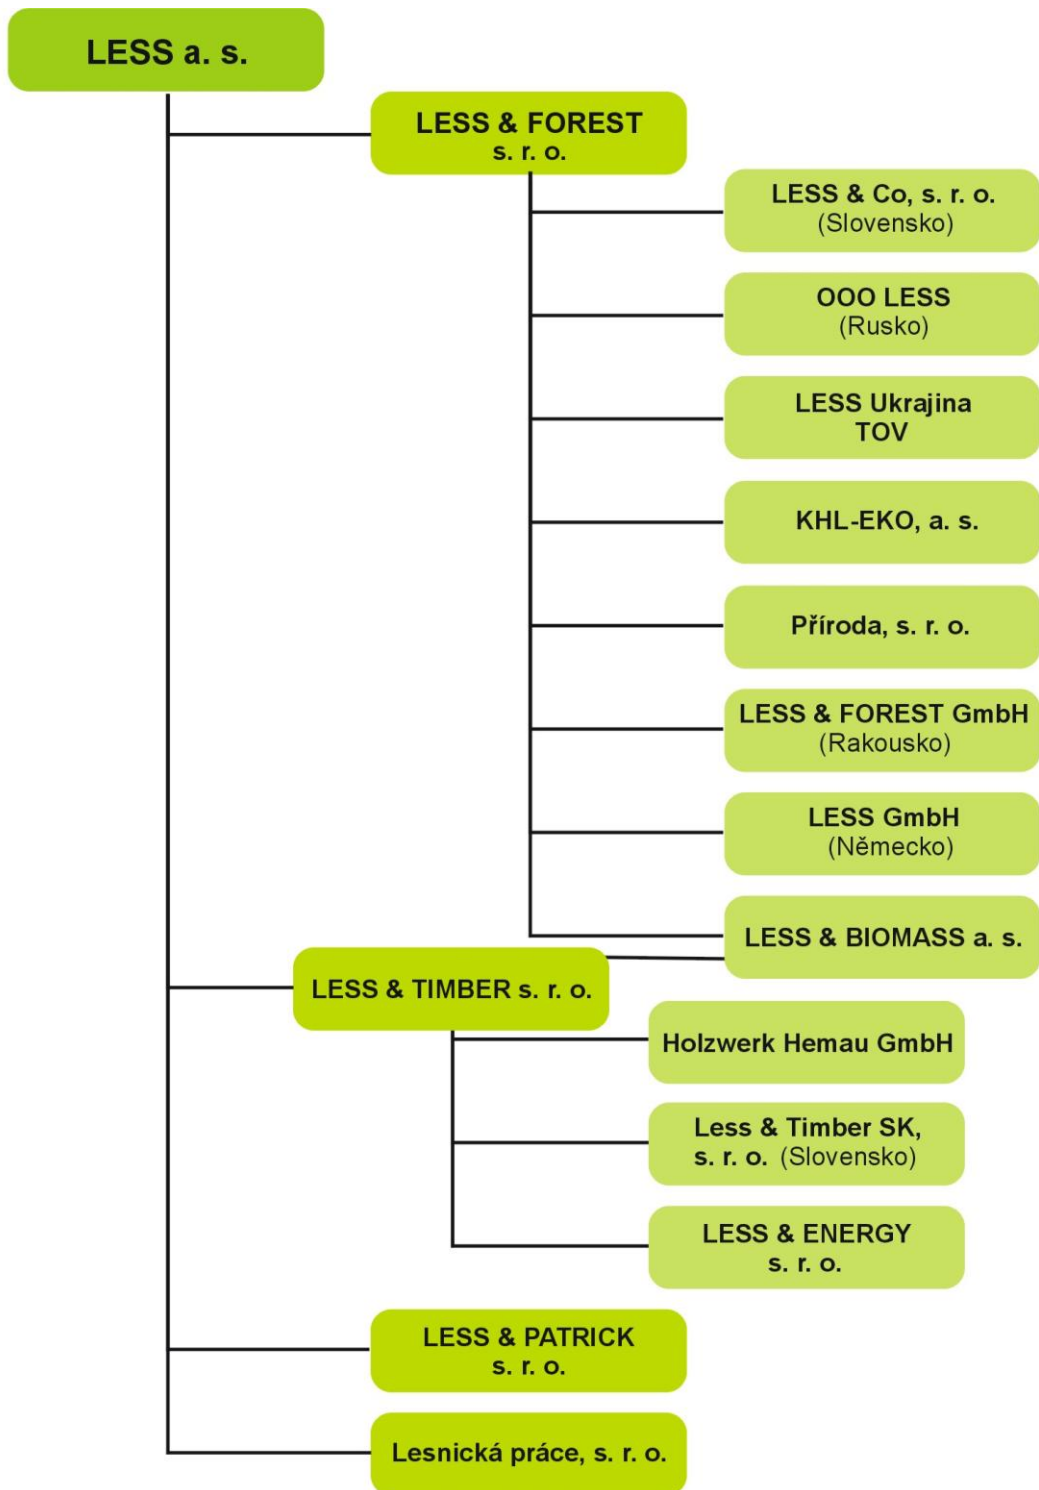 LESS a. s.
LESS & FOREST
s. r. o.
LESS & Co, s. r. o.
(Slovensko)
OOO LESS
(Rusko)
LESS Ukrajina
TOV
KHL-EKO, a. s.
Příroda, s. r. o.
LESS & FOREST GmbH
(Rakousko)
LESS GmbH
(Německo)
LESS & BIOMASS a. s.
LESS & TIMBER s. r. o.
Holzwerk Hemau GmbH
Less & Timber SK,
s. r. o. (Slovensko)
LESS & ENERGY
s. r. o.
LESS & PATRICK
s. r. o.
Lesnická práce, s. r. o.